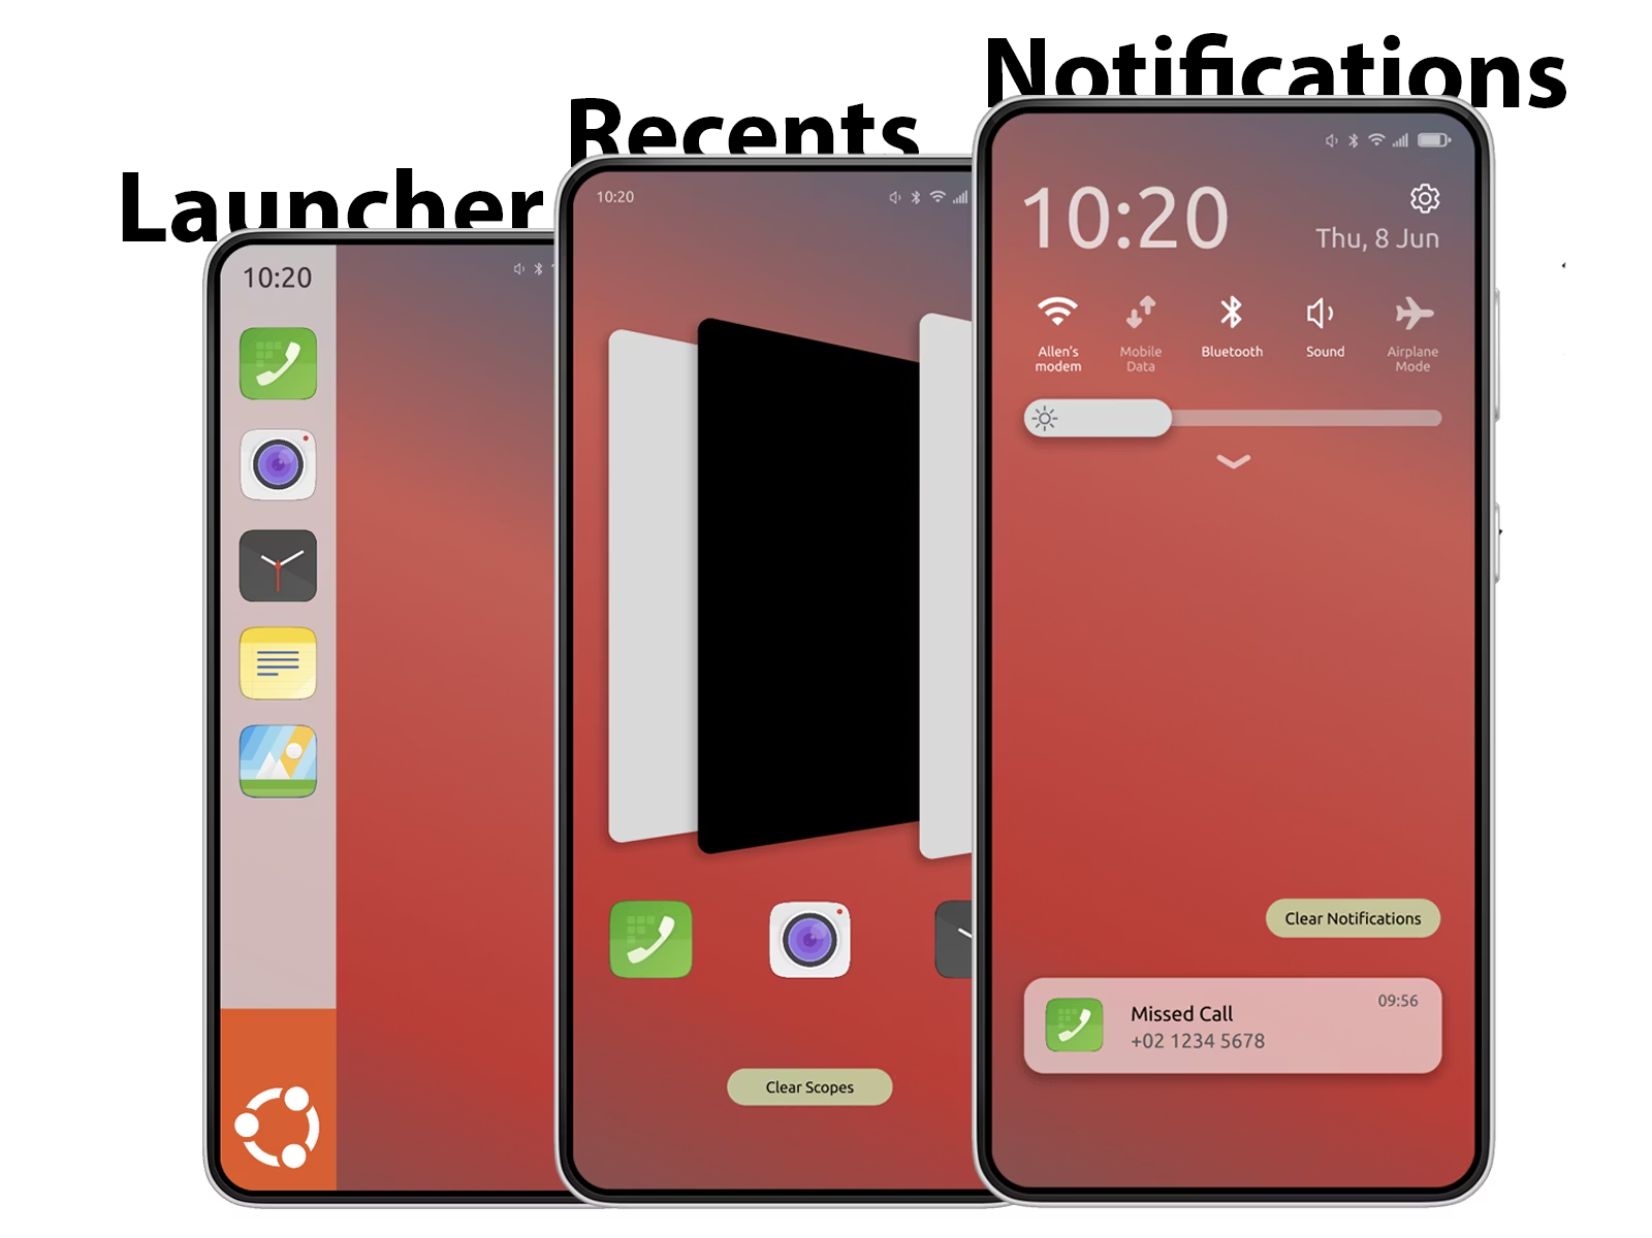 Notifications
Recents
Launcher
10:20
10:20
10:20
Thu, 8 Jun
Allen's
modem
Mobile
Data
Bluetooth
Sound
Airplane
Mode
Clear Notifications
Missed Call
09:56
+02 1234 5678
Clear Scopes